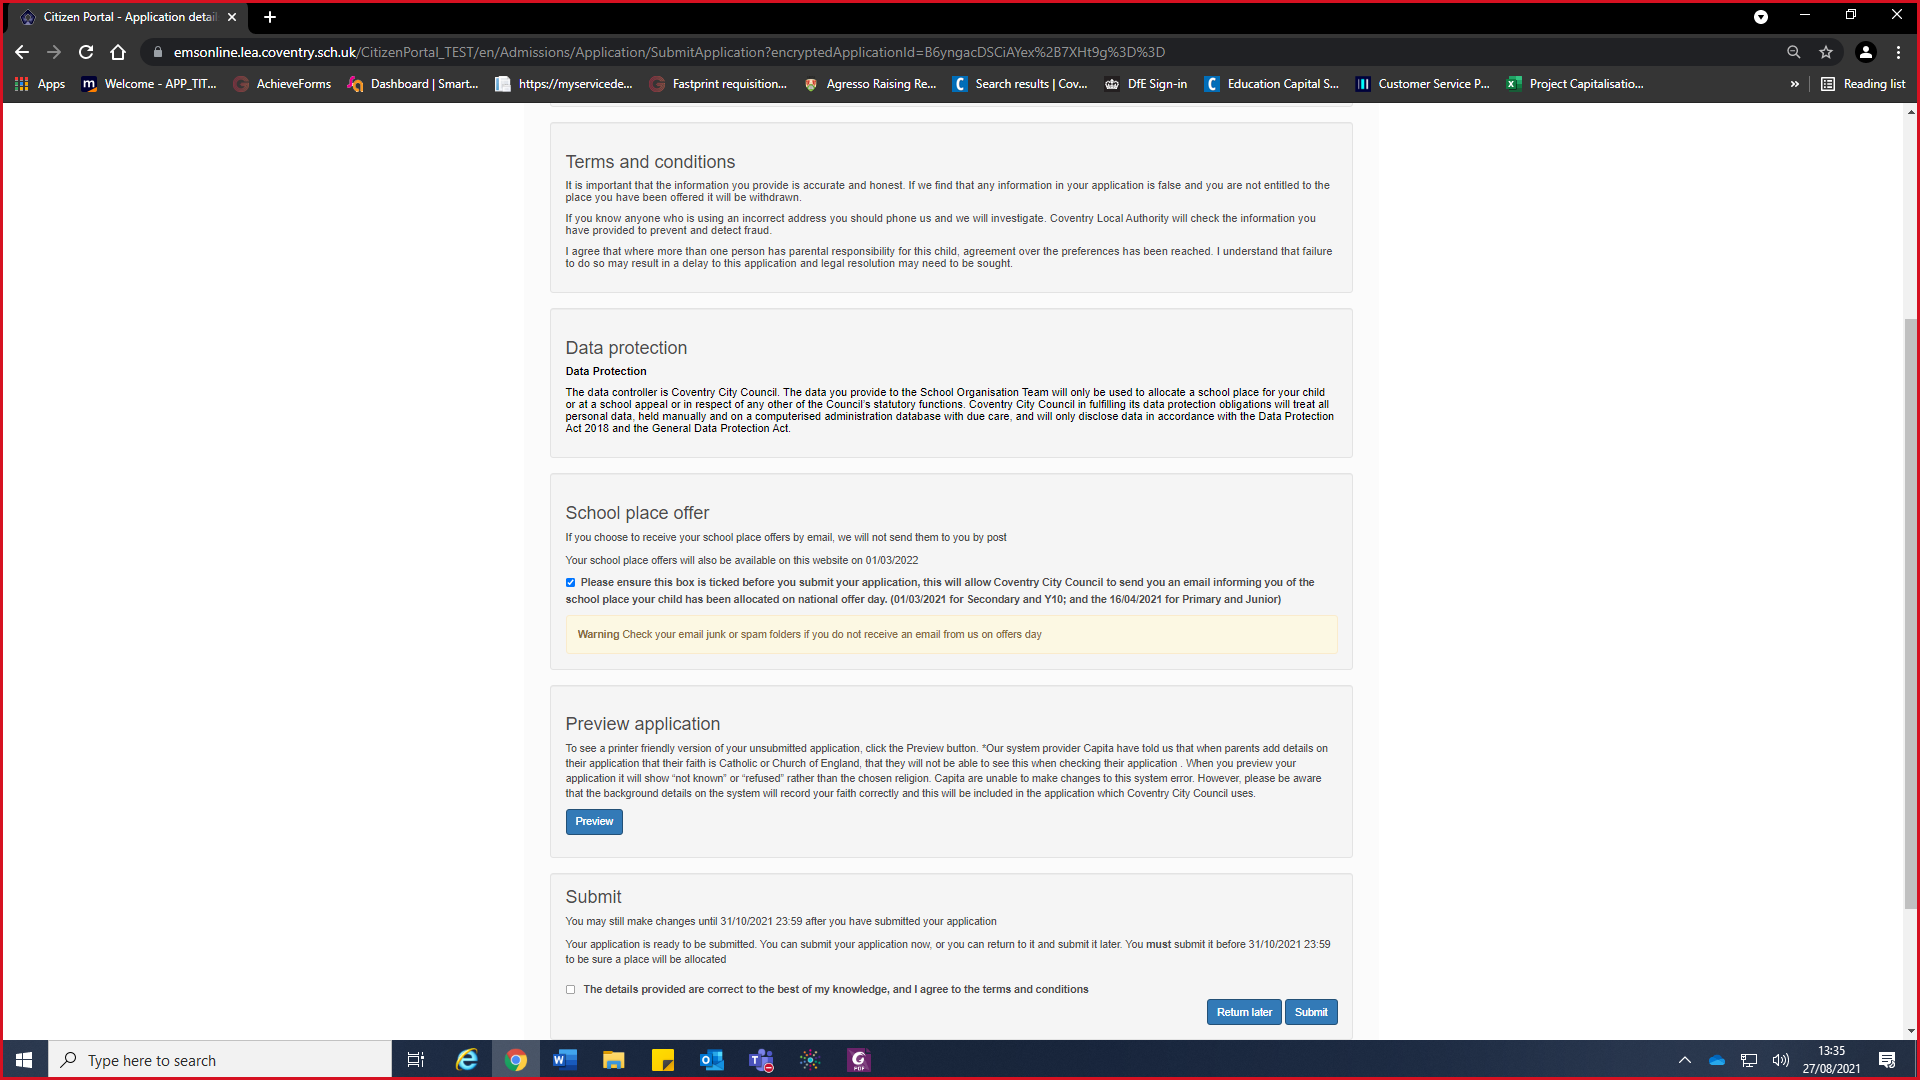 Citizen Portal - Application detail
emsonline.lea.coventry.sch.uk/CitizenPortal_TEST/en/Admissions/Application/SubmitApplication?encryptedApplicationId=B6yngacDSCiAYex%2B7XHt9g%3D%3D
Apps Welcome - APP_TIT... AchieveForms Dashboard | Smart... https://myservicede... Fastprint requisition... Agresso Raising Re... Search results | Cov... DfE Sign-in Education Capital S... Customer Service P... Project Capitalisatio... » Reading list
Terms and conditions
It is important that the information you provide is accurate and honest. If we find that any information in your application is false and you are not entitled to the
place you have been offered it will be withdrawn.
If you know anyone who is using an incorrect address you should phone us and we will investigate. Coventry Local Authority will check the information you
have provided to prevent and detect fraud.
I agree that where more than one person has parental responsibility for this child, agreement over the preferences has been reached. I understand that failure
to do so may result in a delay to this application and legal resolution may need to be sought.
Data protection
Data Protection
The data controller is Coventry City Council. The data you provide to the School Organisation Team will only be used to allocate a school place for your child
or at a school appeal or in respect of any other of the Council's statutory functions. Coventry City Council in fulfilling its data protection obligations will treat all
personal data, held manually and on a computerised administration database with due care, and will only disclose data in accordance with the Data Protection
Act 2018 and the General Data Protection Act.
School place offer
If you choose to receive your school place offers by email, we will not send them to you by post
Your school place offers will also be available on this website on 01/03/2022
Please ensure this box is ticked before you submit your application, this will allow Coventry City Council to send you an email informing you of the
school place your child has been allocated on national offer day. (01/03/2021 for Secondary and Y10; and the 16/04/2021 for Primary and Junior)
Warning Check your email junk or spam folders if you do not receive an email from us on offers day
Preview application
To see a printer friendly version of your unsubmitted application, click the Preview button. *Our system provider Capita have told us that when parents add details on
their application that their faith is Catholic or Church of England, that they will not be able to see this when checking their application . When you preview your
application it will show “not known” or “refused” rather than the chosen religion. Capita are unable to make changes to this system error. However, please be aware
that the background details on the system will record your faith correctly and this will be included in the application which Coventry City Council uses.
Preview
Submit
You may still make changes until 31/10/2021 23:59 after you have submitted your application
Your application is ready to be submitted. You can submit your application now, or you can return to it and submit it later. You must submit it before 31/10/2021 23:59
to be sure a place will be allocated
The details provided are correct to the best of my knowledge, and I agree to the terms and conditions
Return later Submit
Type here to search
13:35
27/08/2021